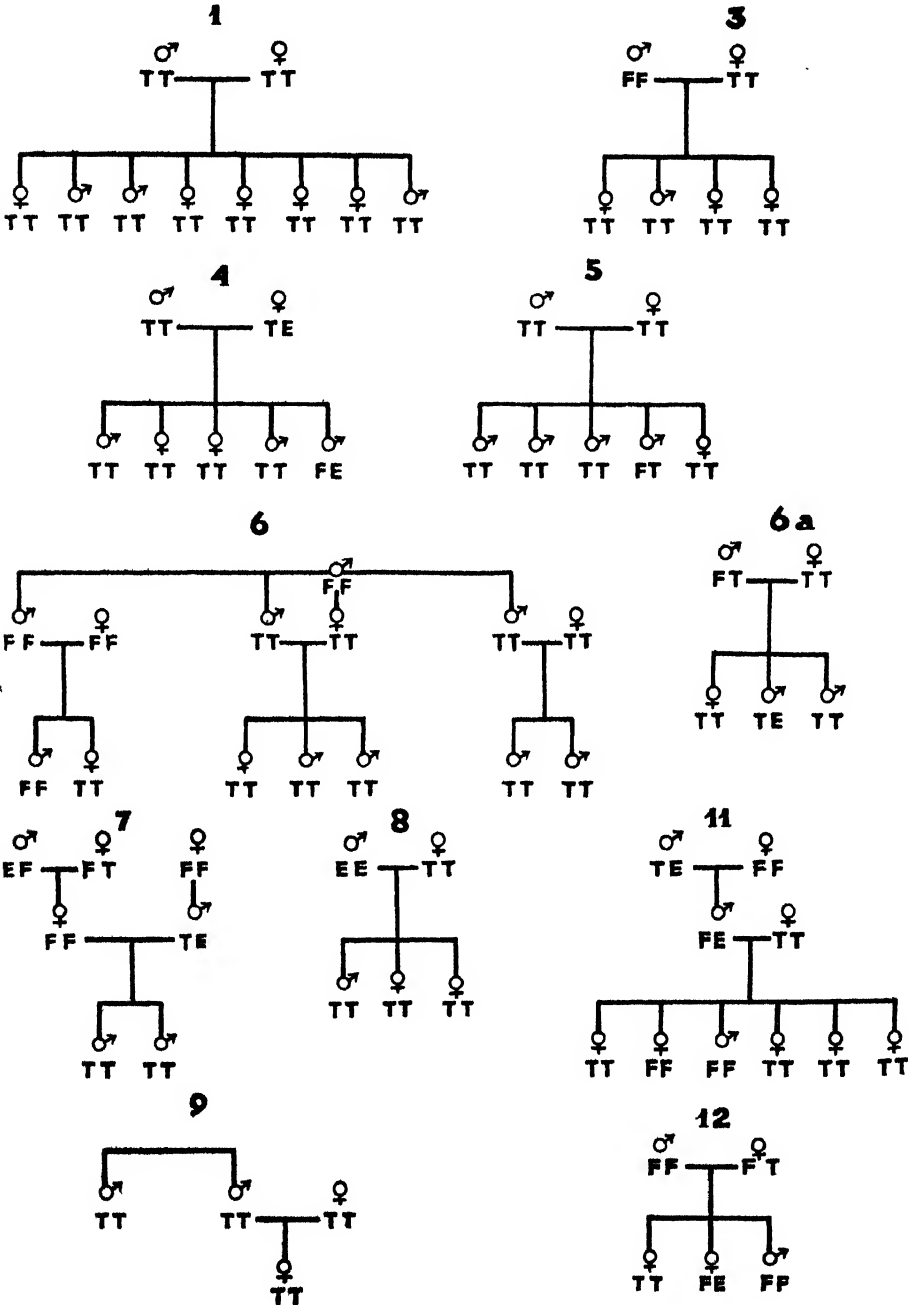 1 3
♂ ♀ ♂ ♀
TT TT FF TT
♀ ♂ ♂ ♀ ♀ ♀ ♀ ♂ ♀ ♂ ♀ ♀
TT TT TT TT TT TT TT TT TT TT TT TT
4 5
♂ ♀ ♂ ♀
TT TE TT TT
♂ ♀ ♀ ♂ ♂ ♂ ♂ ♂ ♂ ♀
TT TT TT TT FE TT TT TT FT TT
6 6a
♂ ♂ ♀
FF FT TT
♂ ♀ ♂ ♀ ♂ ♀
FF FF TT TT TT TT
♀ ♂ ♂
TT TE TT
♂ ♀ ♀ ♂ ♂ ♂ ♂
FF TT TT TT TT TT TT
7 8 11
♂ ♀ ♀ ♂ ♀ ♂ ♀
EF FT FF EE TT TE FF
♀ ♂ ♂ ♀
FF TE FE TT
♂ ♀ ♀
TT TT TT
♂ ♂ ♀ ♀ ♂ ♀ ♀ ♀
TT TT TT FF FF TT TT TT
9 12
♂ ♀
FF FT
♂ ♂ ♀
TT TT TT
♀ ♀ ♀ ♂
TT TT FE FF